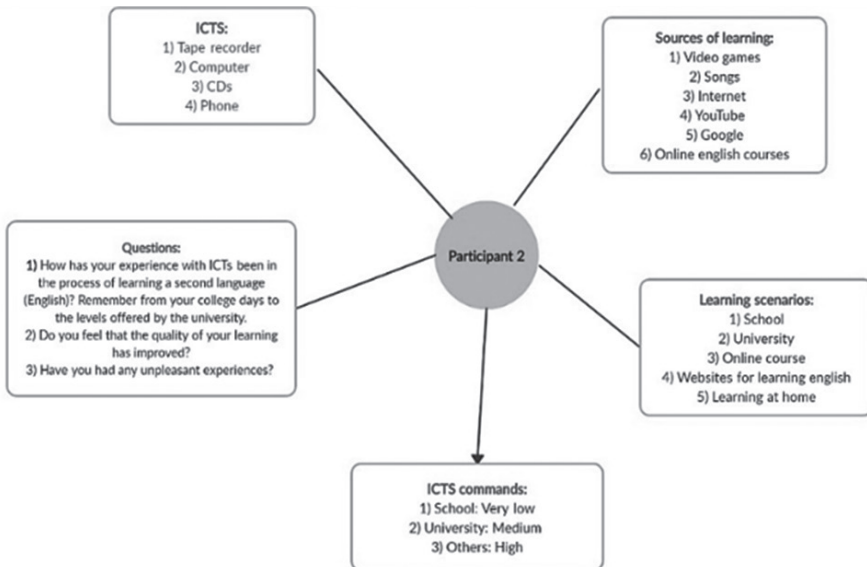 ICTS:
1) Tape recorder
2) Computer
3) CDs
4) Phone
Sources of learning:
1) Video games
2) Songs
3) Internet
4) YouTube
5) Google
6) Online english courses
Participant 2
Questions:
1) How has your experience with ICTs been in
the process of learning a second language
(English)? Remember from your college days to
the levels offered by the university.
2) Do you feel that the quality of your learning
has improved?
3) Have you had any unpleasant experiences?
Learning scenarios:
1) School
2) University
3) Online course
4) Websites for learning english
5) Learning at home
ICTS commands:
1) School: Very low
2) University: Medium
3) Others: High